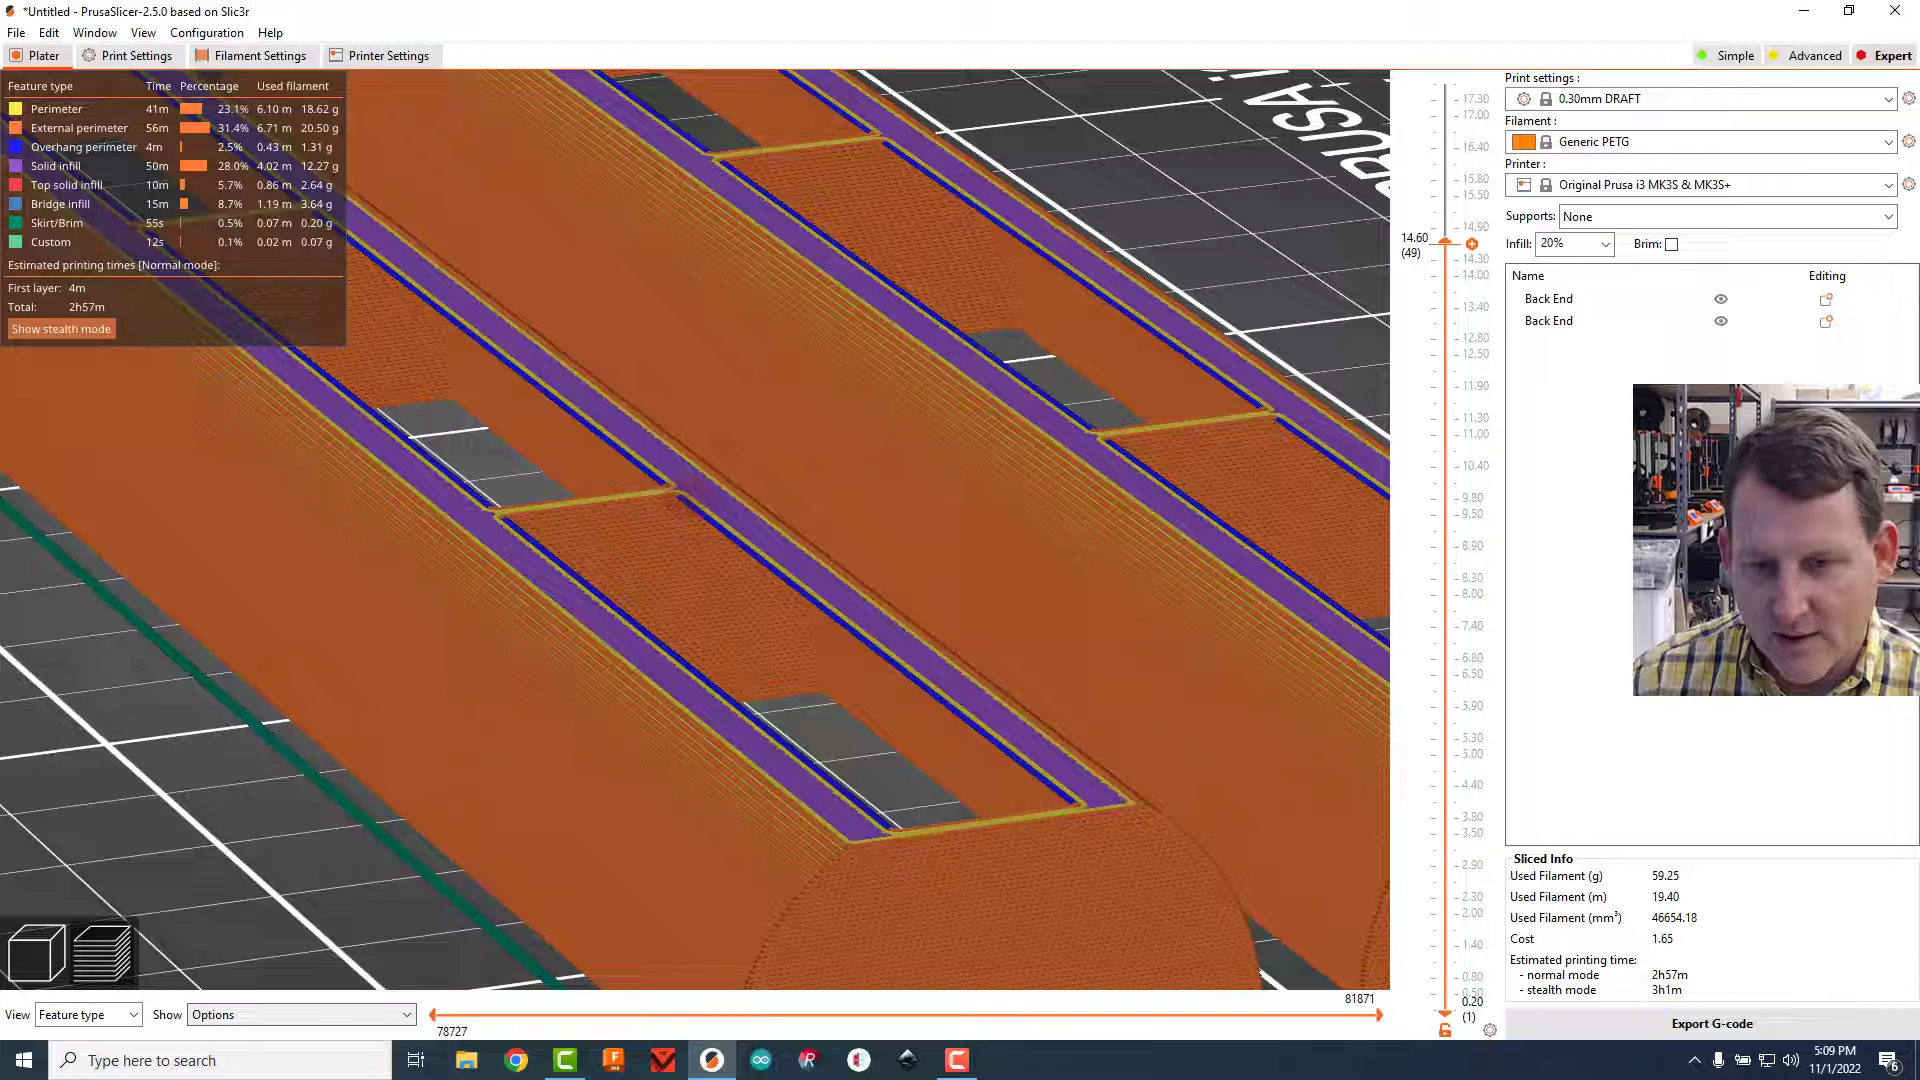 *Untitled - PrusaSlicer-2.5.0 based on Slic3r
File Edit Window View Configuration Help
Plater Print Settings Filament Settings Printer Settings Simple Advanced Expert
Feature type Time Percentage Used filament
Perimeter 41m 23.1% 6.10 m 18.62 g
External perimeter 56m 31.4% 6.71 m 20.50 g
Overhang perimeter 4m 2.5% 0.43 m 1.31 g
Solid infill 50m 28.0% 4.02 m 12.27 g
Top solid infill 10m 5.7% 0.86 m 2.64 g
Bridge infill 15m 8.7% 1.19 m 3.64 g
Skirt/Brim 55s 0.5% 0.07 m 0.20 g
Custom 12s 0.1% 0.02 m 0.07 g
Estimated printing times [Normal mode]:
First layer: 4m
Total: 2h57m
Show stealth mode
PRUSA i3
17.30
17.00
16.40
15.80
15.50
14.90
14.60
(49)
14.30
14.00
13.40
12.80
12.50
11.90
11.30
11.00
10.40
9.80
9.50
8.90
8.30
8.00
7.40
6.80
6.50
5.90
5.30
5.00
4.40
3.80
3.50
2.90
2.30
2.00
1.40
0.80
0.50
0.20
(1)
Print settings :
0.30mm DRAFT
Filament :
Generic PETG
Printer :
Original Prusa i3 MK3S & MK3S+
Supports: None
Infill: 20% Brim:
Name Editing
Back End
Back End
Sliced Info
Used Filament (g) 59.25
Used Filament (m) 19.40
Used Filament (mm³) 46654.18
Cost 1.65
Estimated printing time:
- normal mode 2h57m
- stealth mode 3h1m
Export G-code
View Feature type Show Options
81871
78727
Type here to search
5:09 PM
11/1/2022
6